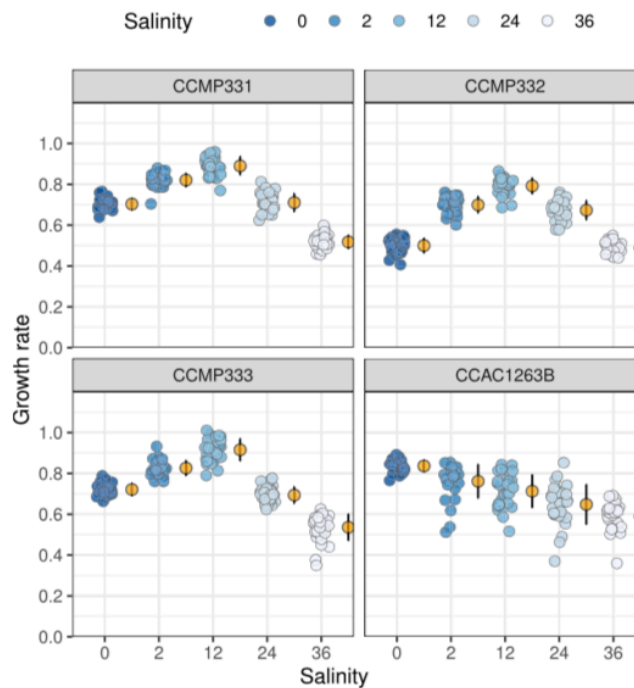 Salinity 0 2 12 24 36
CCMP331 CCMP332
1.0
0.8
0.6
0.4
0.2
0.0
CCMP333 CCAC1263B
1.0
0.8
0.6
0.4
0.2
0.0
Growth rate
0 2 12 24 36 0 2 12 24 36
Salinity